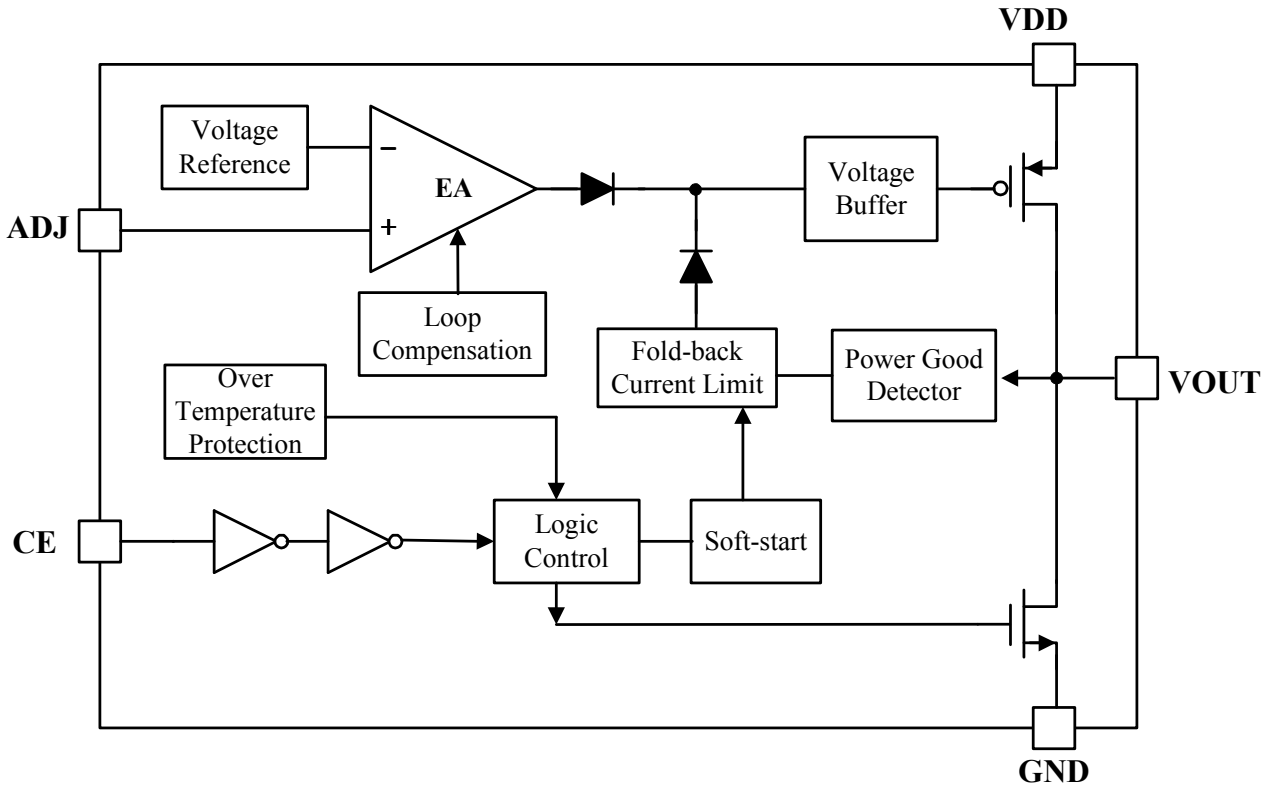 VDD
Voltage
Reference
−
EA
+
ADJ
Voltage
Buffer
Loop
Compensation
Fold-back
Current Limit
Power Good
Detector
VOUT
Over
Temperature
Protection
CE
Logic
Control
Soft-start
GND